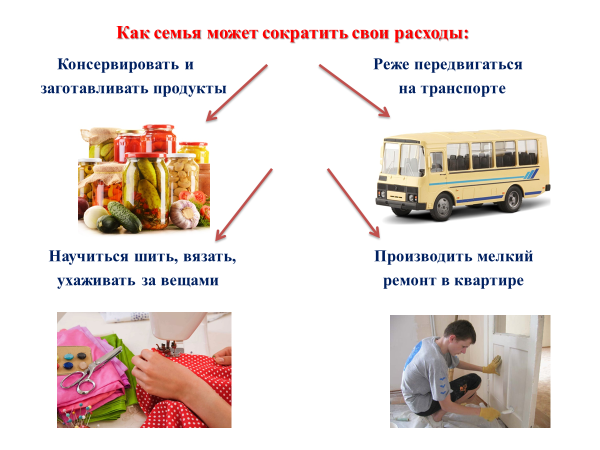 Как семья может сократить свои расходы:
Консервировать и
заготавливать продукты
Реже передвигаться
на транспорте
Научиться шить, вязать,
ухаживать за вещами
Производить мелкий
ремонт в квартире